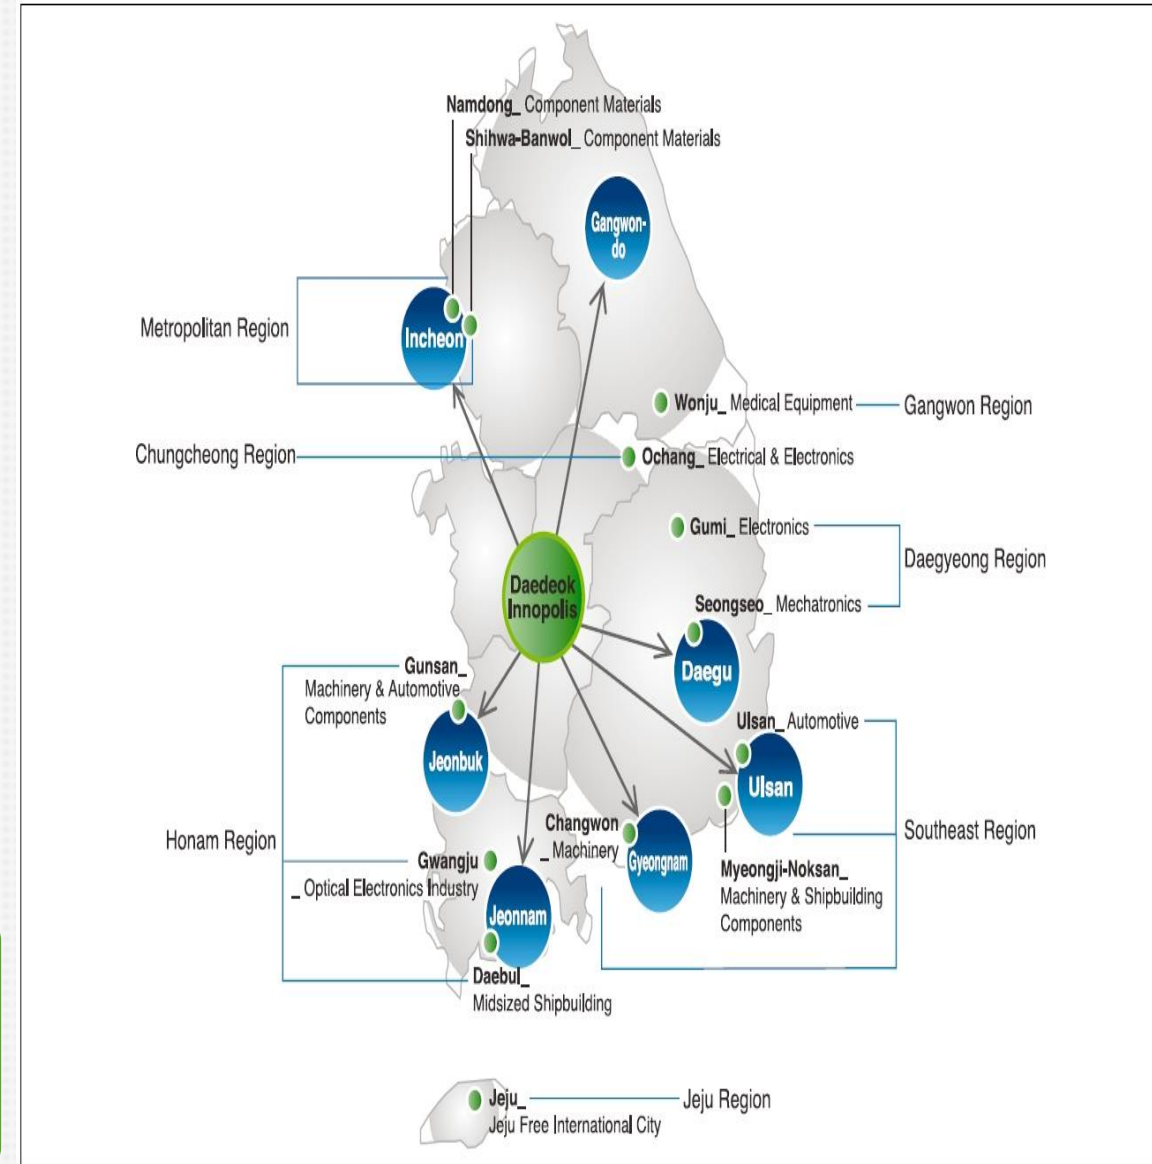 Namdong_ Component Materials
Shihwa-Banwol_ Component Materials
Gangwon-
do
Metropolitan Region
Incheon
Wonju_ Medical Equipment
Gangwon Region
Chungcheong Region
Ochang_ Electrical & Electronics
Gumi_ Electronics
Daegyeong Region
Daedeok
Innopolis
Seongseo_ Mechatronics
Daegu
Gunsan_
Machinery & Automotive
Components
Jeonbuk
Ulsan_ Automotive
Ulsan
Honam Region
Changwon
_ Machinery
Gyeongnam
Southeast Region
Gwangju
_ Optical Electronics Industry
Myeongji-Noksan_
Machinery & Shipbuilding
Components
Jeonnam
Daebul_
Midsized Shipbuilding
Jeju_
Jeju Free International City
Jeju Region